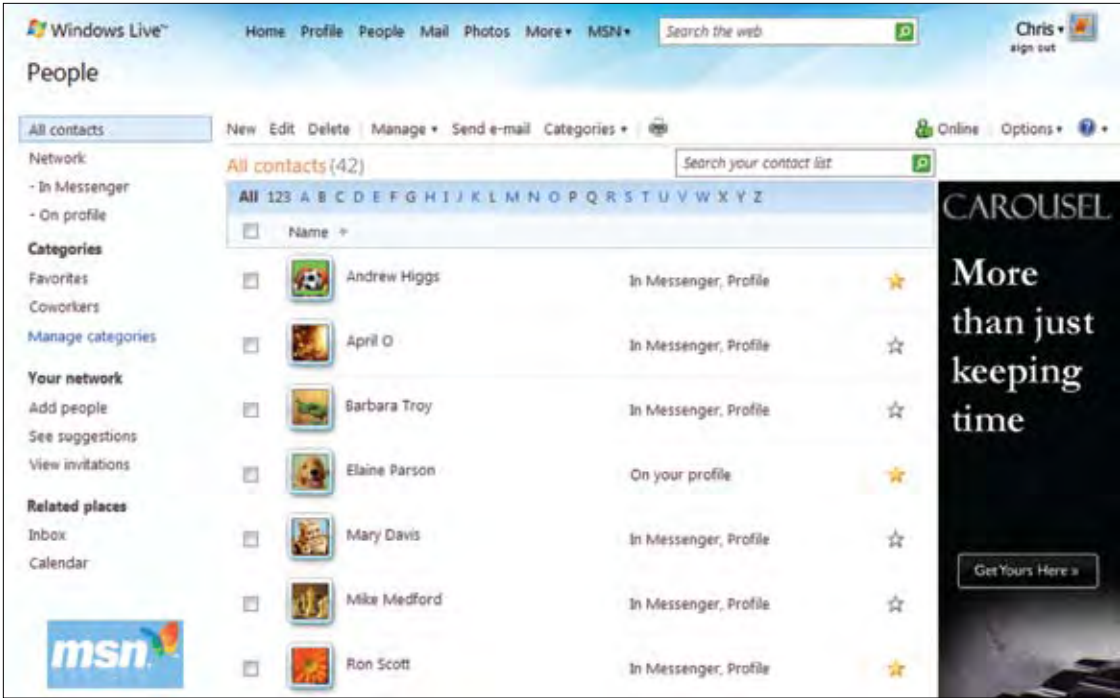 Windows Live™ Home Profile People Mail Photos More MSN Search the web Chris
sign out
People
All contacts
Network
- In Messenger
- On profile
Categories
Favorites
Coworkers
Manage categories
Your network
Add people
See suggestions
View invitations
Related places
Inbox
Calendar
msn
New Edit Delete Manage Send e-mail Categories Online Options ?
All contacts (42) Search your contact list
All 123 A B C D E F G H I J K L M N O P Q R S T U V W X Y Z
Name
Andrew Higgs In Messenger, Profile
April O In Messenger, Profile
Barbara Troy In Messenger, Profile
Elaine Parson On your profile
Mary Davis In Messenger, Profile
Mike Medford In Messenger, Profile
Ron Scott In Messenger, Profile
CAROUSEL
More
than just
keeping
time
Get Yours Here »